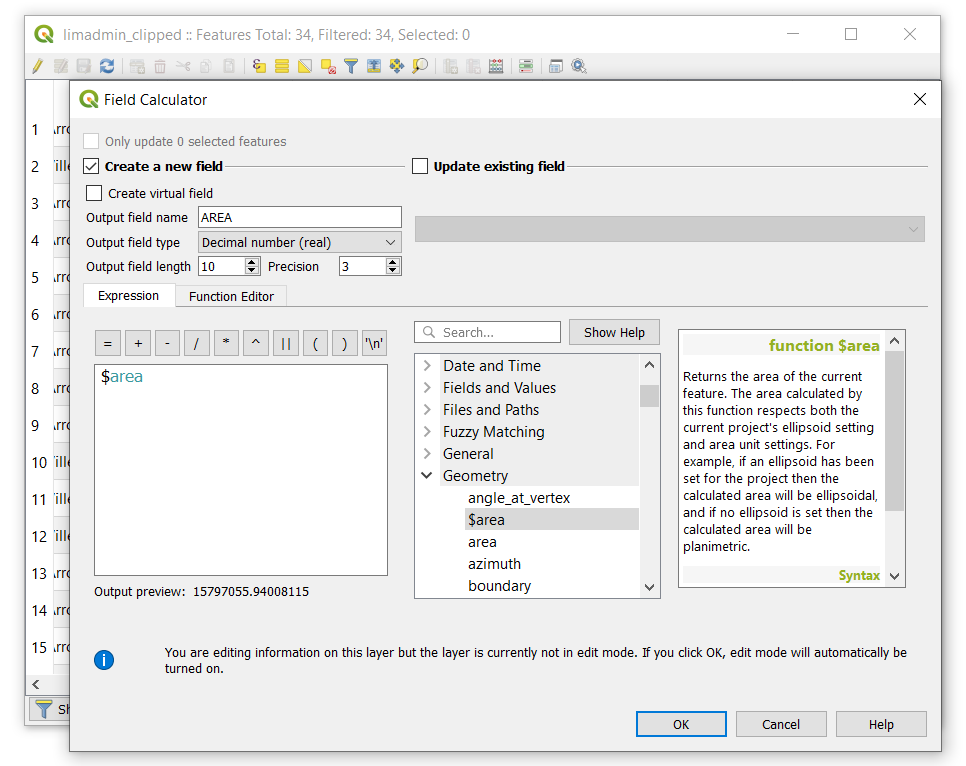 limadmin_clipped :: Features Total: 34, Filtered: 34, Selected: 0
Field Calculator
Only update 0 selected features
Create a new field
Update existing field
Create virtual field
Output field name AREA
Output field type Decimal number (real)
Output field length 10 Precision 3
Expression Function Editor
= + - / * ^ || ( ) '\n'
$area
Output preview: 15797055.94008115
Search... Show Help
Date and Time
Fields and Values
Files and Paths
Fuzzy Matching
General
Geometry
angle_at_vertex
$area
area
azimuth
boundary
function $area
Returns the area of the current
feature. The area calculated by
this function respects both the
current project's ellipsoid setting
and area unit settings. For
example, if an ellipsoid has been
set for the project then the
calculated area will be ellipsoidal,
and if no ellipsoid is set then the
calculated area will be
planimetric.
Syntax
You are editing information on this layer but the layer is currently not in edit mode. If you click OK, edit mode will automatically be
turned on.
OK Cancel Help
1
2
3
4
5
6
7
8
9
10
11
12
13
14
15